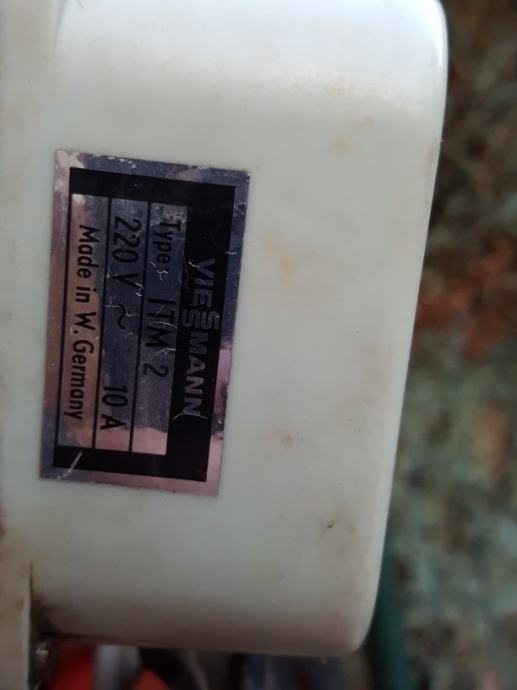 VIESSMANN
Type: ITM 2
220 V ~ 10 A
Made in W. Germany